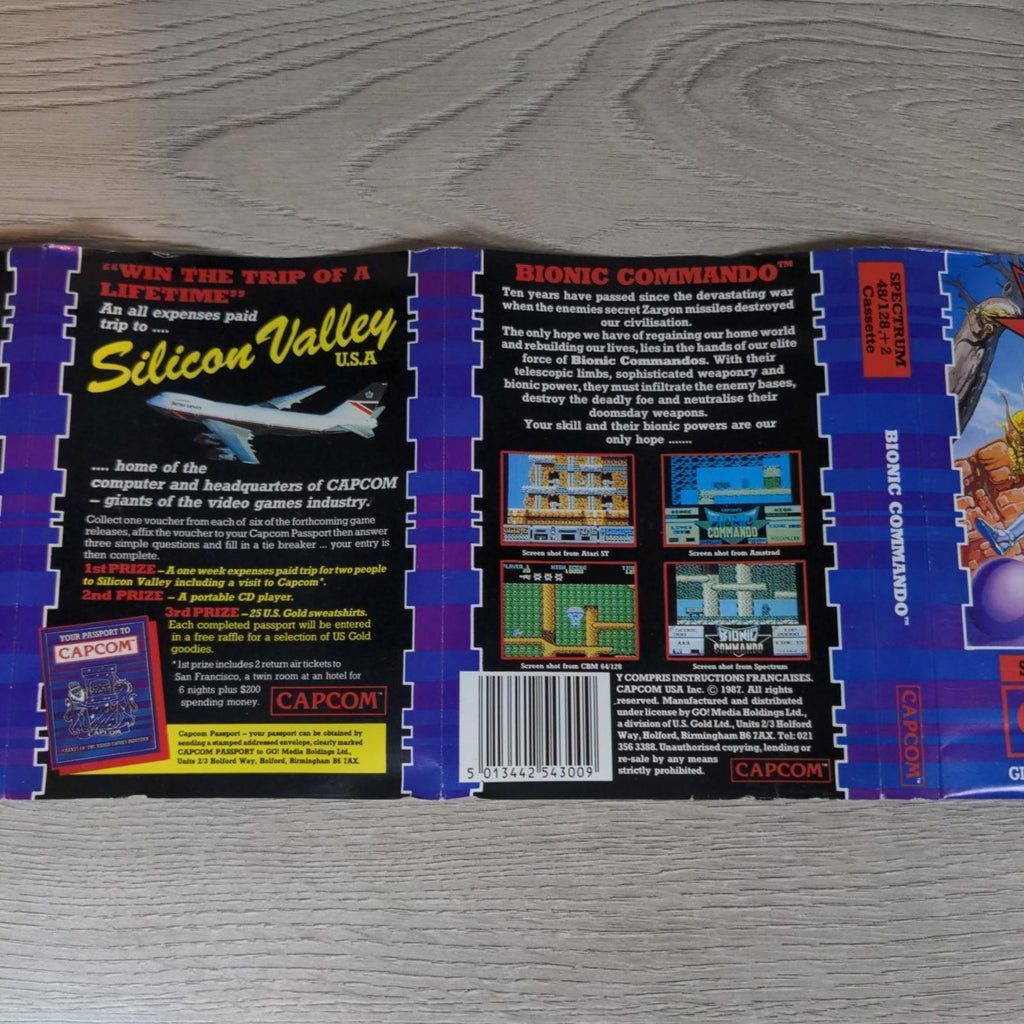 "WIN THE TRIP OF A
LIFETIME"
An all expenses paid
trip to ....
Silicon Valley
U.S.A
.... home of the
computer and headquarters of CAPCOM
– giants of the video games industry.
Collect one voucher from each of six of the forthcoming game
releases, affix the voucher to your Capcom Passport then answer
three simple questions and fill in a tie breaker ... your entry is
then complete.
1st PRIZE – A one week expenses paid trip for two people
to Silicon Valley including a visit to Capcom*.
2nd PRIZE – A portable CD player.
3rd PRIZE – 25 U.S. Gold sweatshirts.
Each completed passport will be entered
in a free raffle for a selection of US Gold
goodies.
*1st prize includes 2 return air tickets to
San Francisco, a twin room at an hotel for
6 nights plus $200
spending money.
CAPCOM™
YOUR PASSPORT TO
CAPCOM
Capcom Passport – your passport can be obtained by
sending a stamped addressed envelope, clearly marked
CAPCOM PASSPORT to GO! Media Holdings Ltd.,
Units 2/3 Holford Way, Holford, Birmingham B6 7AX.
BIONIC COMMANDO™
Ten years have passed since the devastating war
when the enemies secret Zargon missiles destroyed
our civilisation.
The only hope we have of regaining our home world
and rebuilding our lives, lies in the hands of our elite
force of Bionic Commandos. With their
telescopic limbs, sophisticated weaponry and
bionic power, they must infiltrate the enemy bases,
destroy the deadly foe and neutralise their
doomsday weapons.
Your skill and their bionic powers are our
only hope .......
Screen shot from Atari ST
BIONIC
COMMANDO
Screen shot from Amstrad
Screen shot from CBM 64/128
BIONIC
COMMANDO
Screen shot from Spectrum
Y COMPRIS INSTRUCTIONS FRANCAISES.
CAPCOM USA Inc. © 1987. All rights
reserved. Manufactured and distributed
under license by GO! Media Holdings Ltd.,
a division of U.S. Gold Ltd., Units 2/3 Holford
Way, Holford, Birmingham B6 7AX. Tel: 021
356 3388. Unauthorised copying, lending or
re-sale by any means
strictly prohibited.
CAPCOM™
5 013442 543009
SPECTRUM
48/128,+2
Cassette
BIONIC COMMANDO™
CAPCOM™